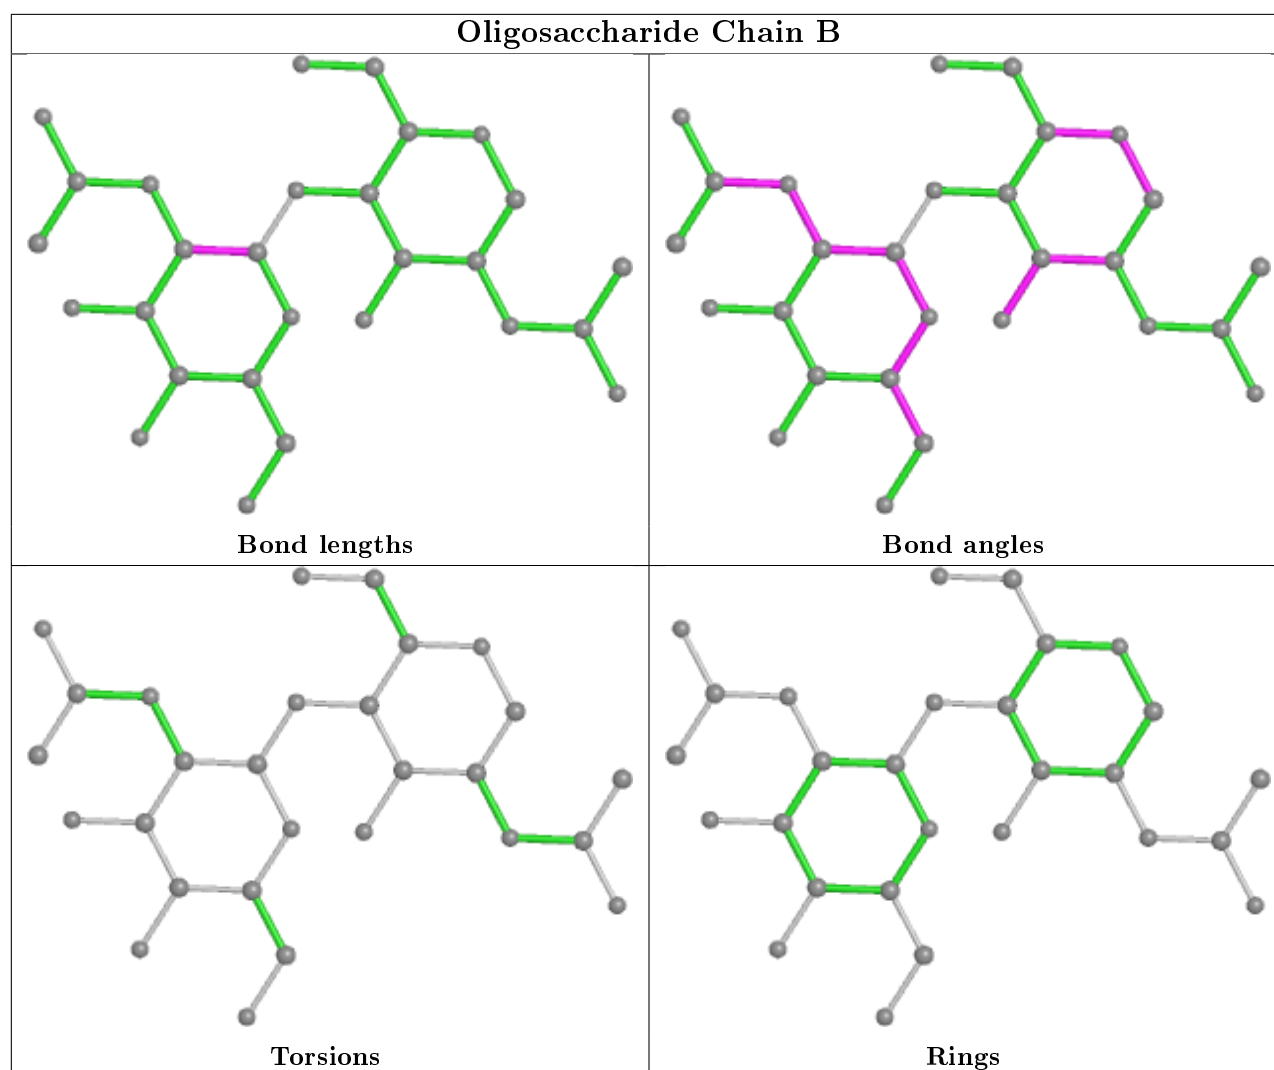 Oligosaccharide Chain B
Bond lengths
Bond angles
Torsions
Rings